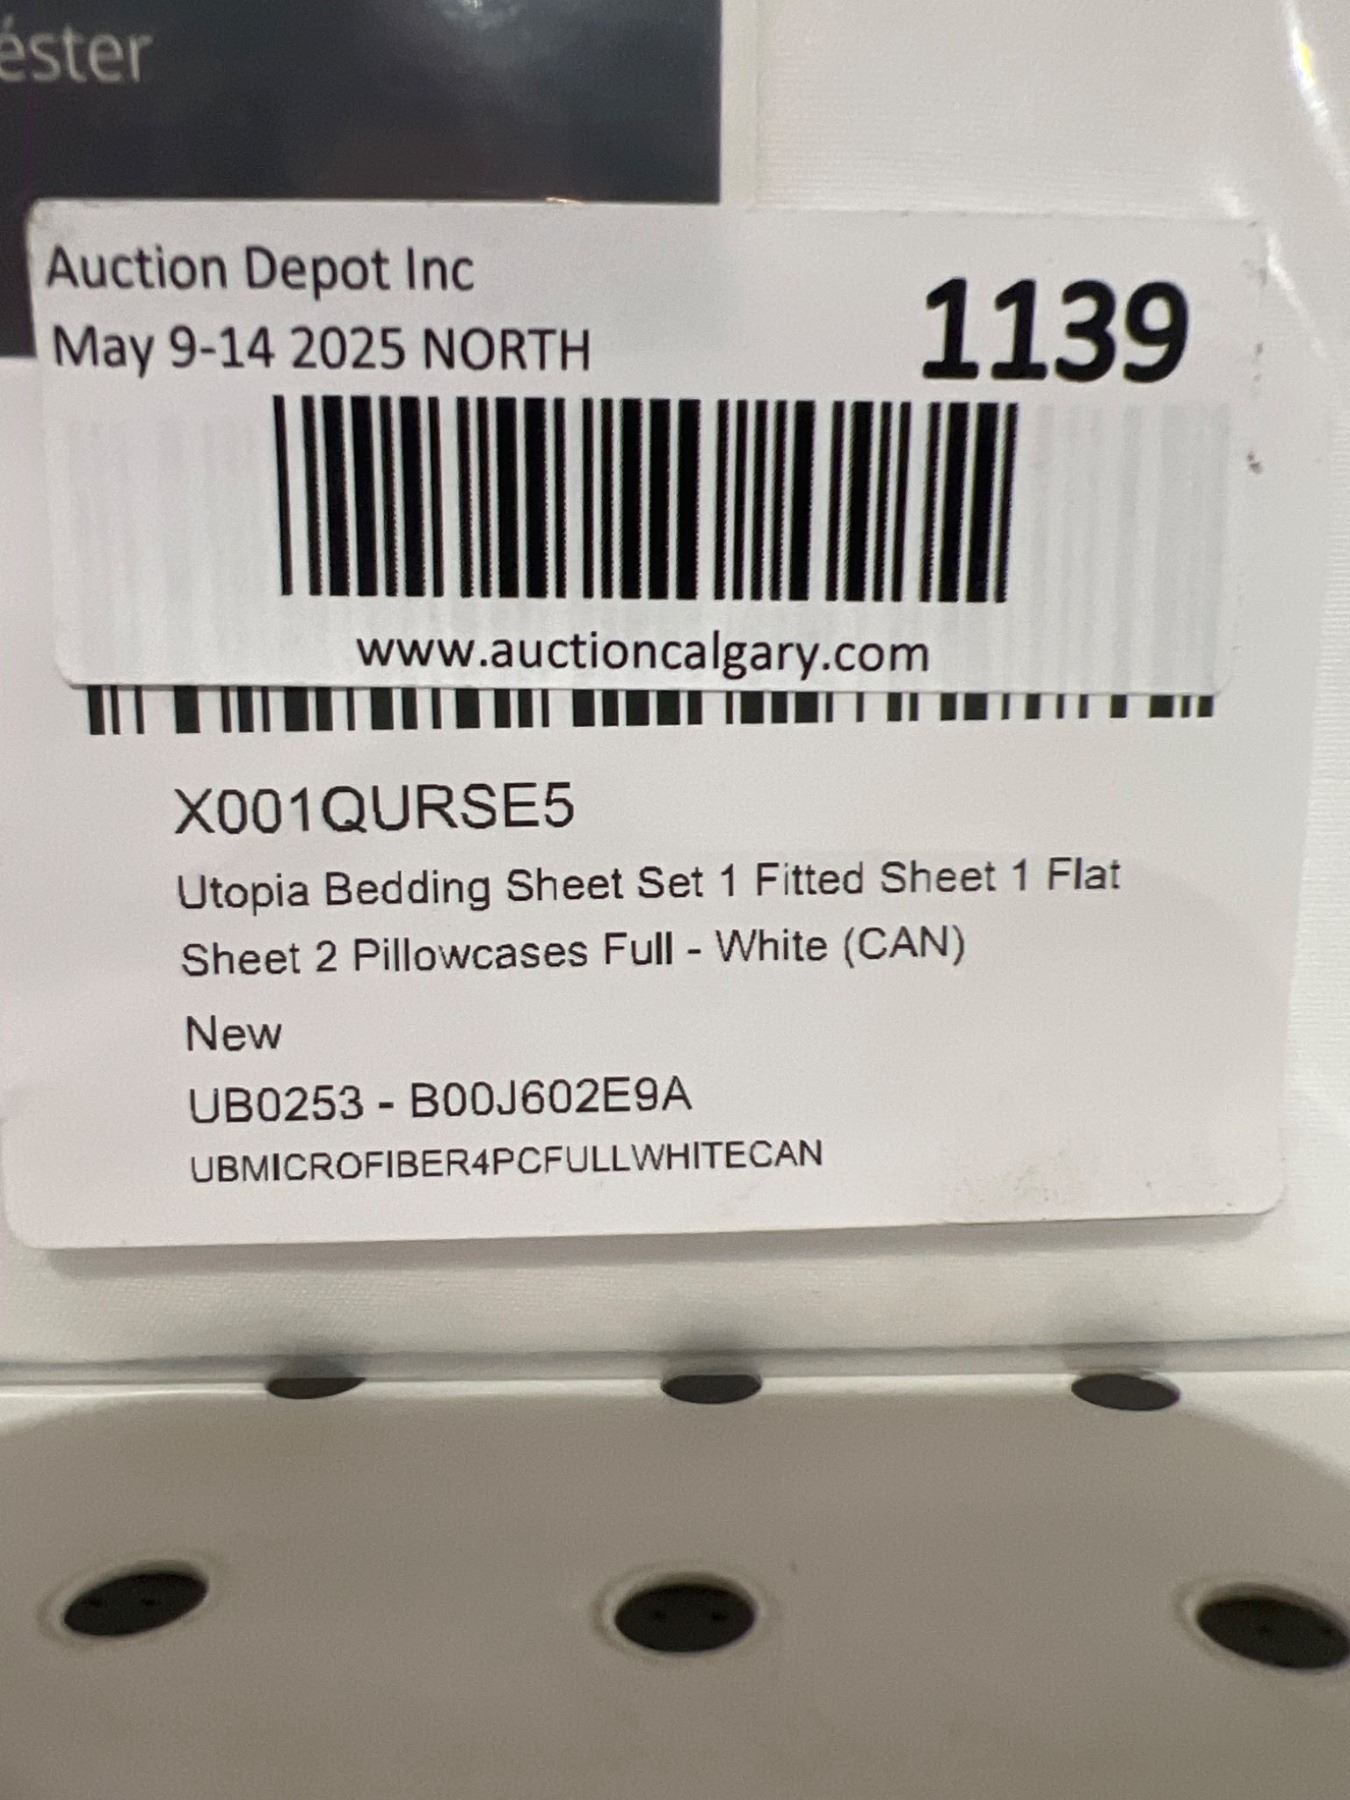 éster
Auction Depot Inc
May 9-14 2025 NORTH
1139
www.auctioncalgary.com
X001QURSE5
Utopia Bedding Sheet Set 1 Fitted Sheet 1 Flat
Sheet 2 Pillowcases Full - White (CAN)
New
UB0253 - B00J602E9A
UBMICROFIBER4PCFULLWHITECAN